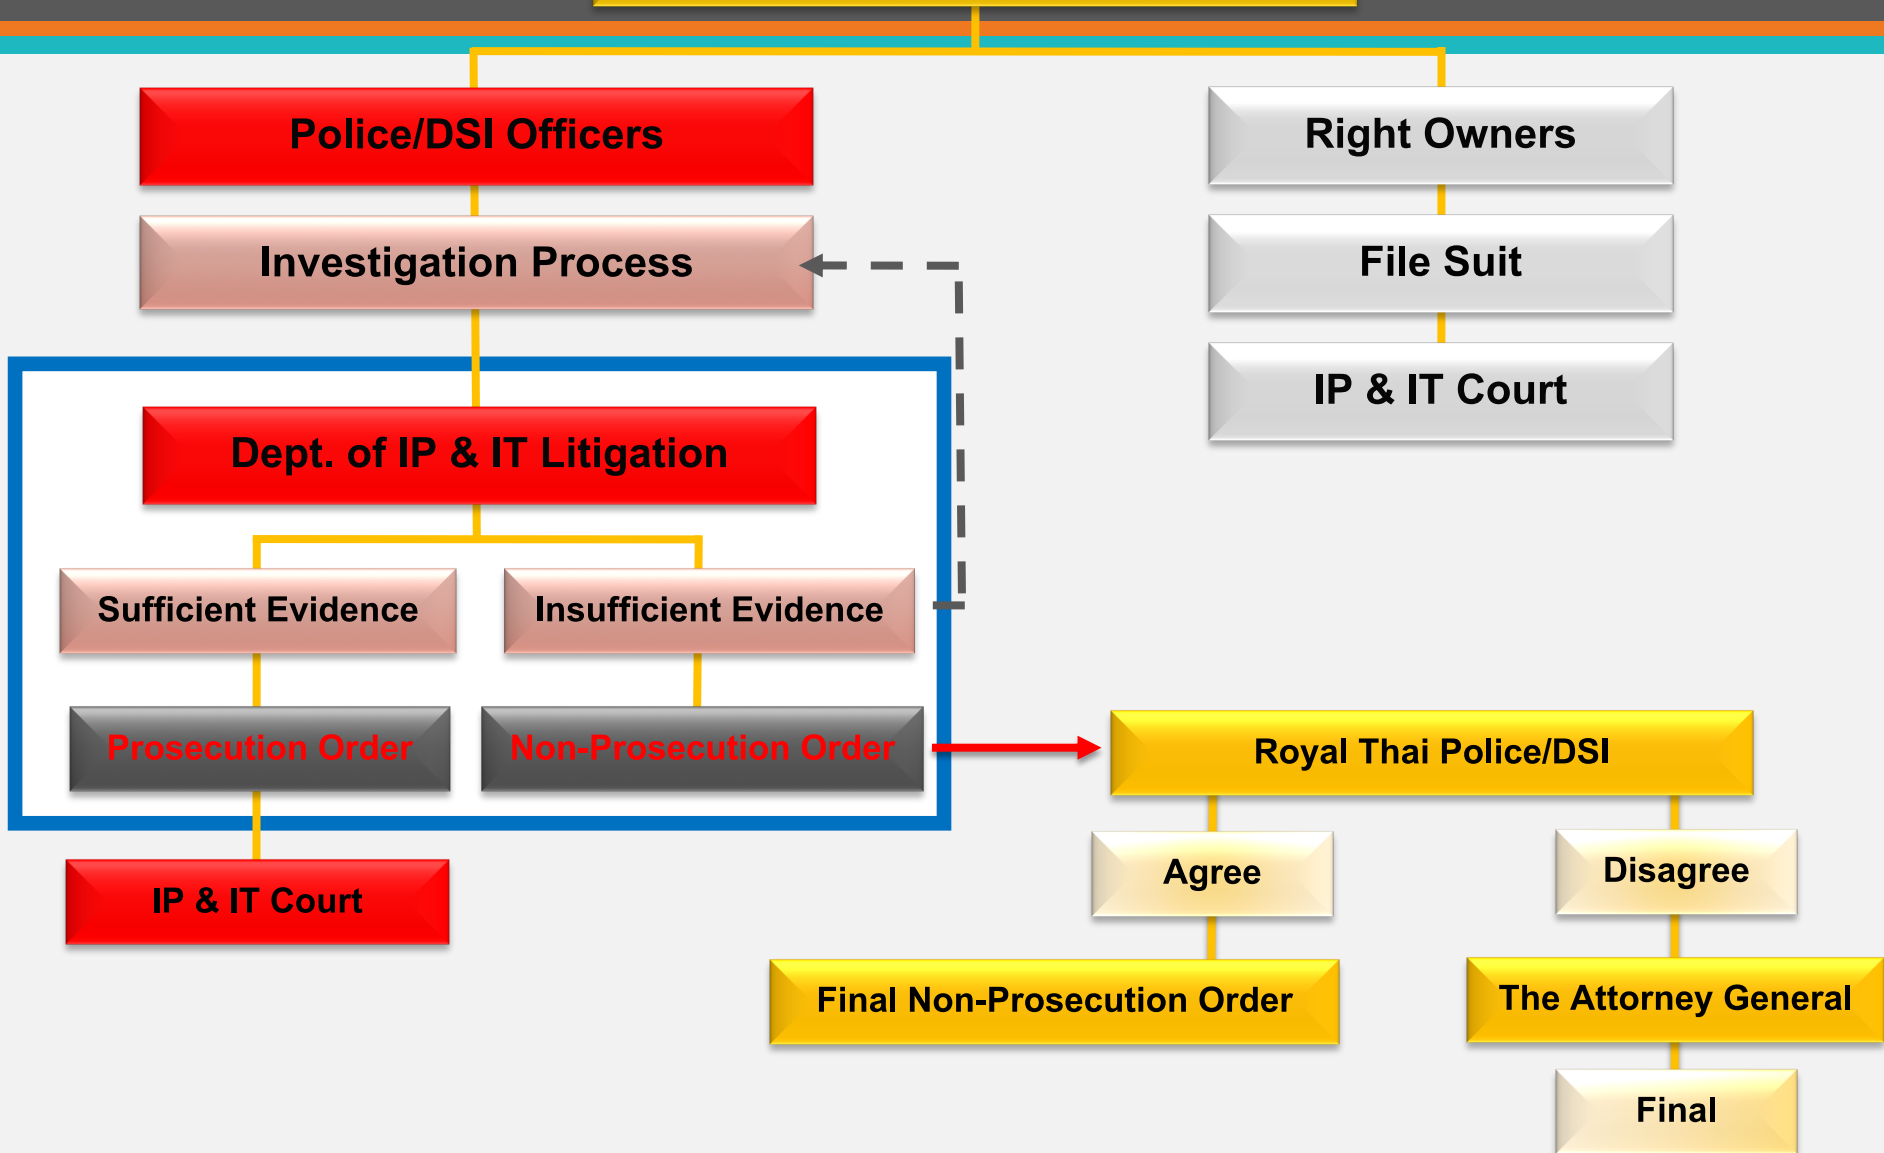 Police/DSI Officers
Right Owners
Investigation Process
File Suit
IP & IT Court
Dept. of IP & IT Litigation
Sufficient Evidence
Insufficient Evidence
Prosecution Order
Non-Prosecution Order
Royal Thai Police/DSI
Agree
Disagree
IP & IT Court
Final Non-Prosecution Order
The Attorney General
Final